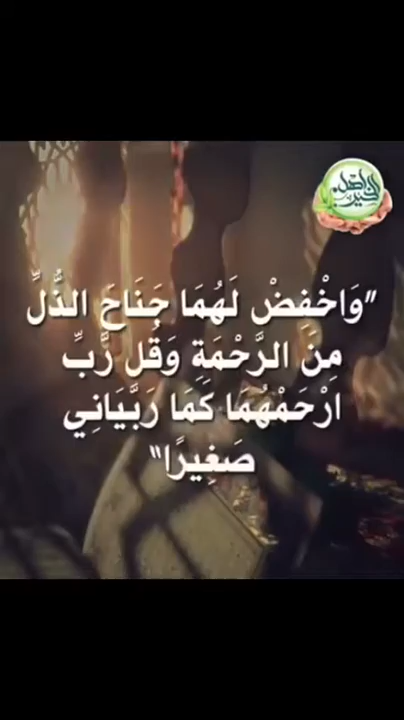 "وَاخْفِضْ لَهُمَا جَنَاحَ الذُّلِّ
مِنَ الرَّحْمَةِ وَقُل رَّبِّ
ارْحَمْهُمَا كَمَا رَبَّيَانِي
صَغِيرًا"